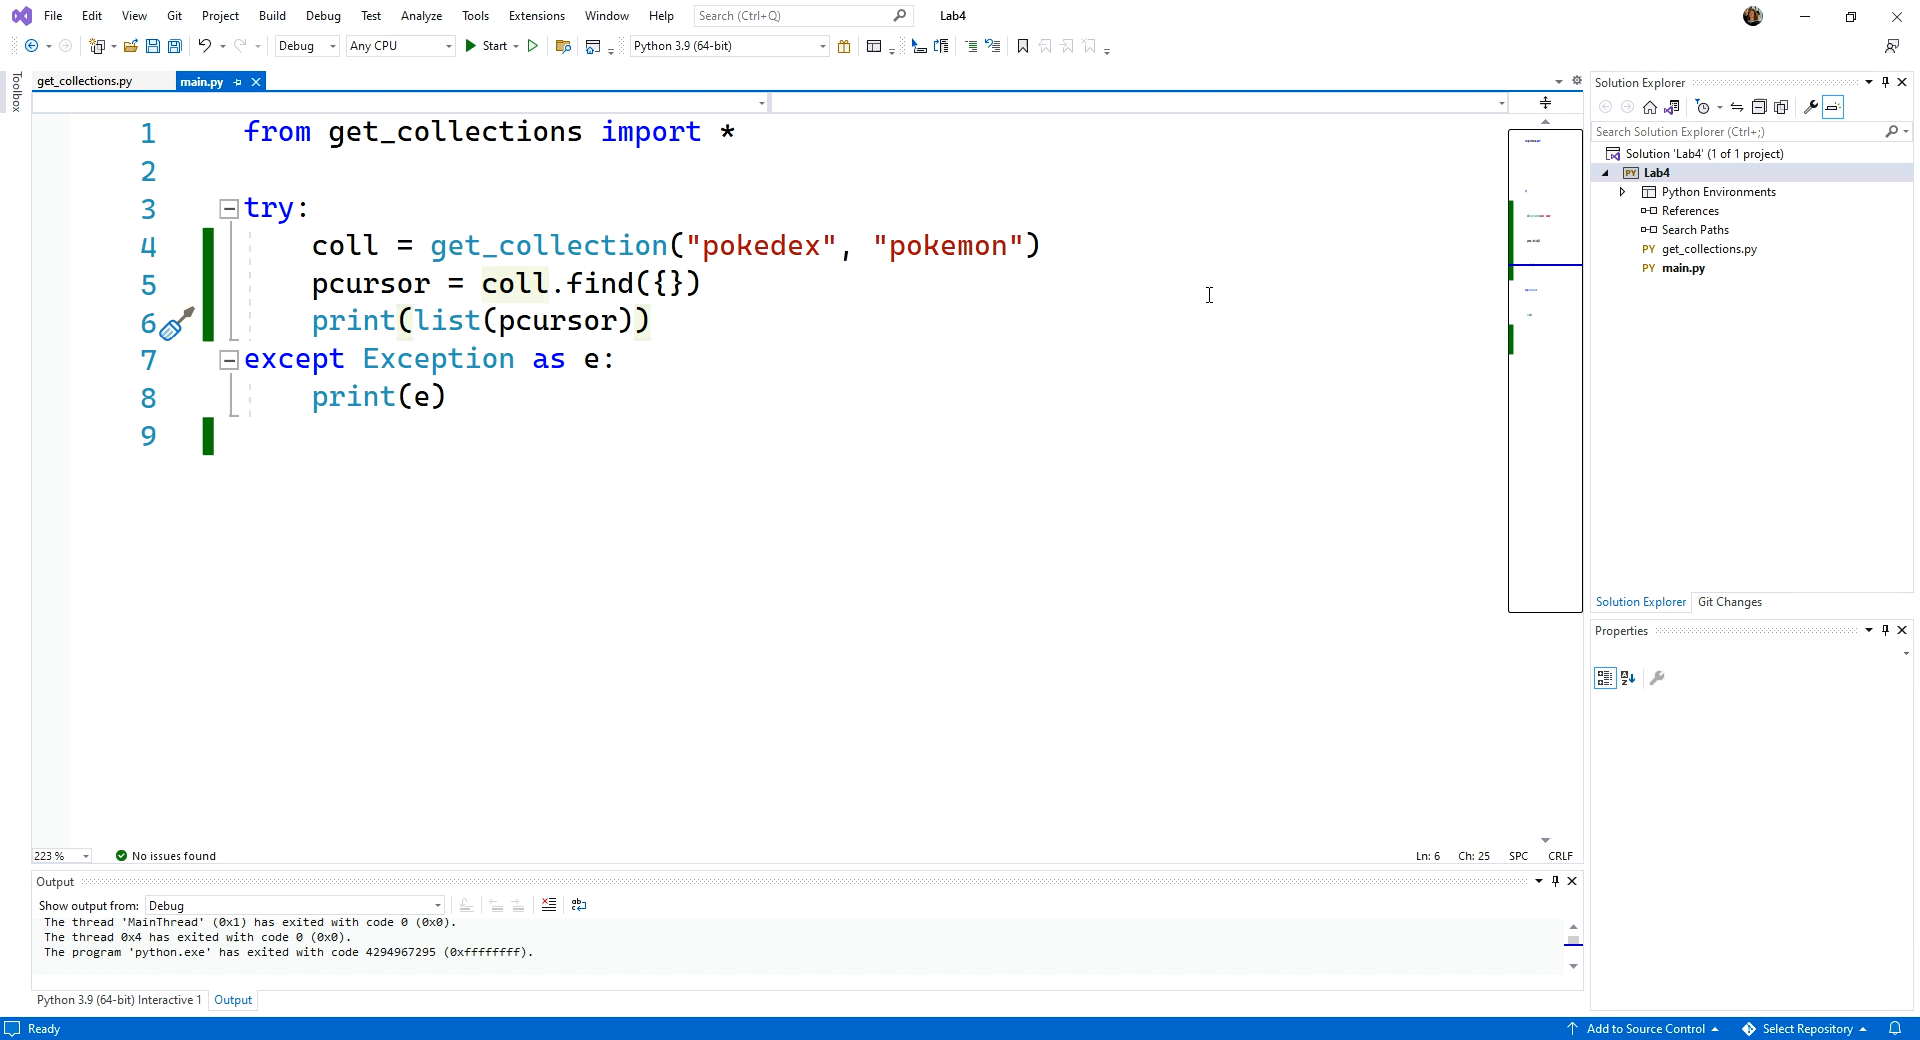 File Edit View Git Project Build Debug Test Analyze Tools Extensions Window Help Search (Ctrl+Q) Lab4
Debug Any CPU Start Python 3.9 (64-bit)
Toolbox
get_collections.py main.py
1 from get_collections import *
2
3 try:
4 coll = get_collection("pokedex", "pokemon")
5 pcursor = coll.find({})
6 print(list(pcursor))
7 except Exception as e:
8 print(e)
9
223 % No issues found Ln: 6 Ch: 25 SPC CRLF
Output
Show output from: Debug
The thread 'MainThread' (0x1) has exited with code 0 (0x0).
The thread 0x4 has exited with code 0 (0x0).
The program 'python.exe' has exited with code 4294967295 (0xffffffff).
Python 3.9 (64-bit) Interactive 1 Output
Solution Explorer
Search Solution Explorer (Ctrl+;)
Solution 'Lab4' (1 of 1 project)
PY Lab4
Python Environments
References
Search Paths
PY get_collections.py
PY main.py
Solution Explorer Git Changes
Properties
Ready Add to Source Control Select Repository